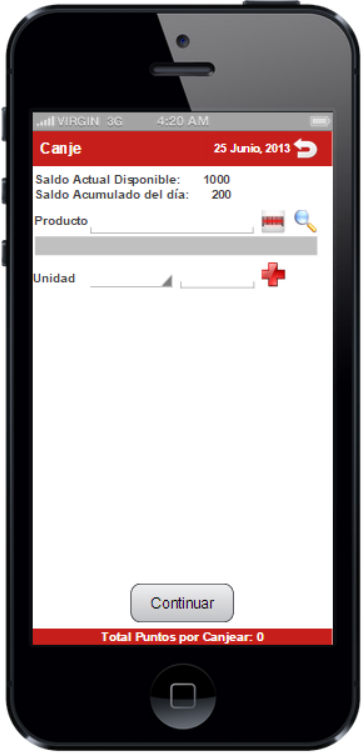 VIRGIN 3G 4:20 AM
Canje 25 Junio, 2013
Saldo Actual Disponible: 1000
Saldo Acumulado del día: 200
Producto
Unidad
Continuar
Total Puntos por Canjear: 0